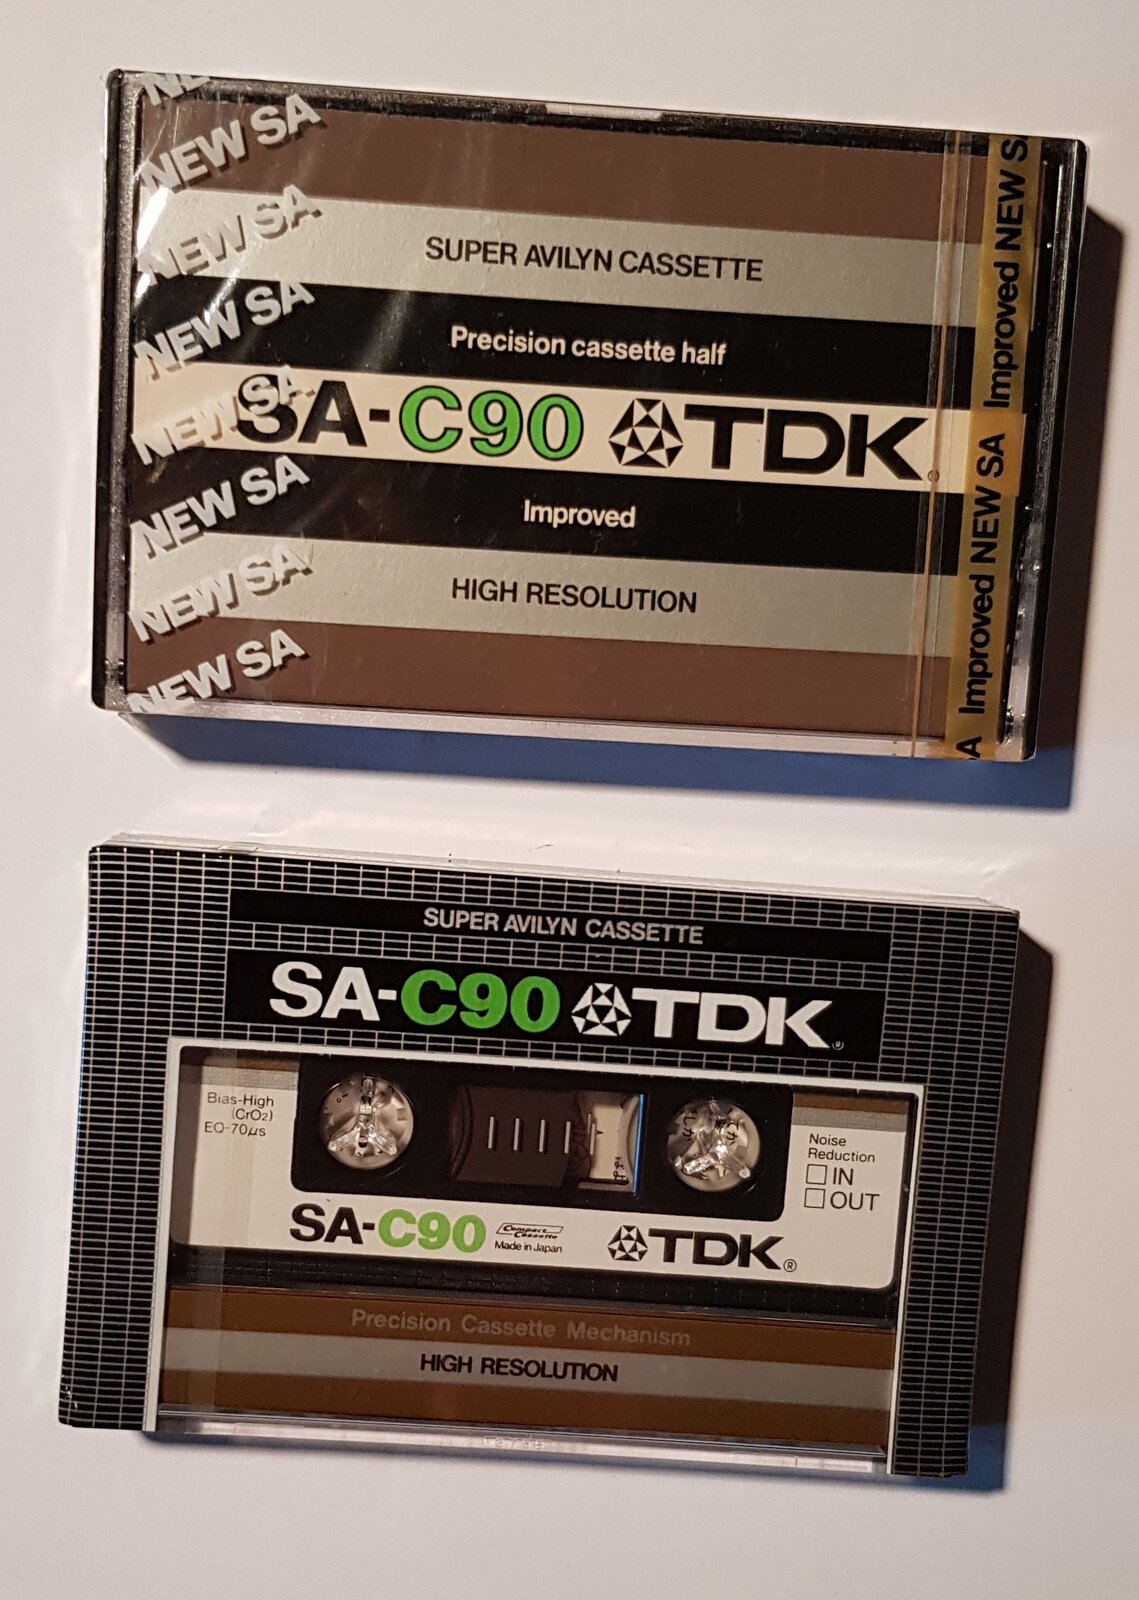 NEW SA
NEW SA
NEW SA
NEW SA
NEW SA
NEW SA
NEW SA
SUPER AVILYN CASSETTE
Precision cassette half
SA-C90 TDK
Improved
HIGH RESOLUTION
Improved NEW SA Improved NEW S
SUPER AVILYN CASSETTE
SA-C90 TDK®
Bias-High
(CrO2)
EQ-70μs
Noise
Reduction
IN
OUT
SA-C90 Compact Cassette Made in Japan TDK®
Precision Cassette Mechanism
HIGH RESOLUTION